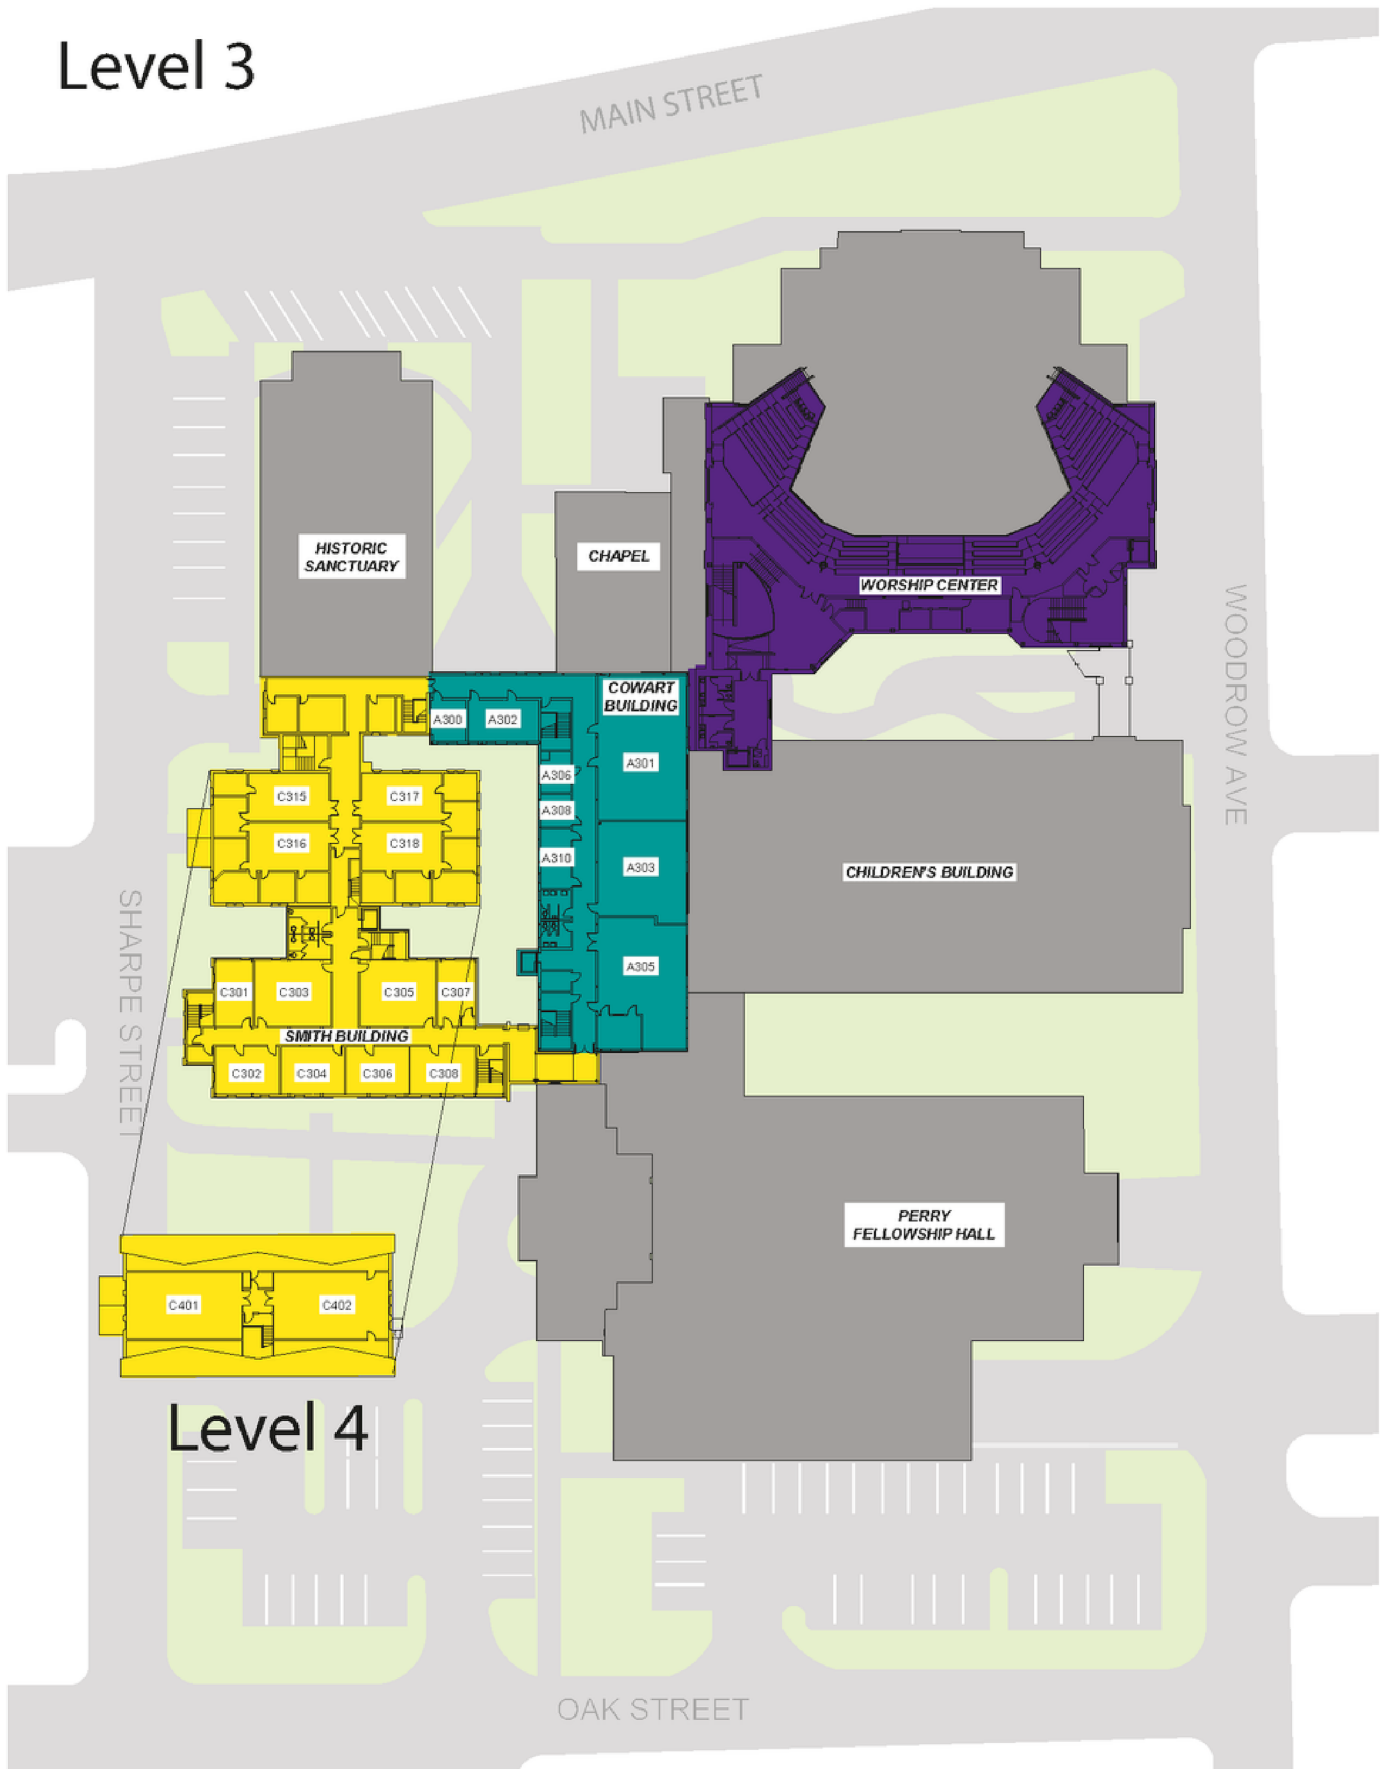 Level 3
MAIN STREET
HISTORIC
SANCTUARY
CHAPEL
WORSHIP CENTER
WOODROW AVE
COWART
BUILDING
A300
A302
A301
A306
A308
A310
A303
A305
C315
C317
C316
C318
CHILDREN'S BUILDING
SHARPE STREET
C301
C303
C305
C307
SMITH BUILDING
C302
C304
C306
C308
PERRY
FELLOWSHIP HALL
C401
C402
Level 4
OAK STREET